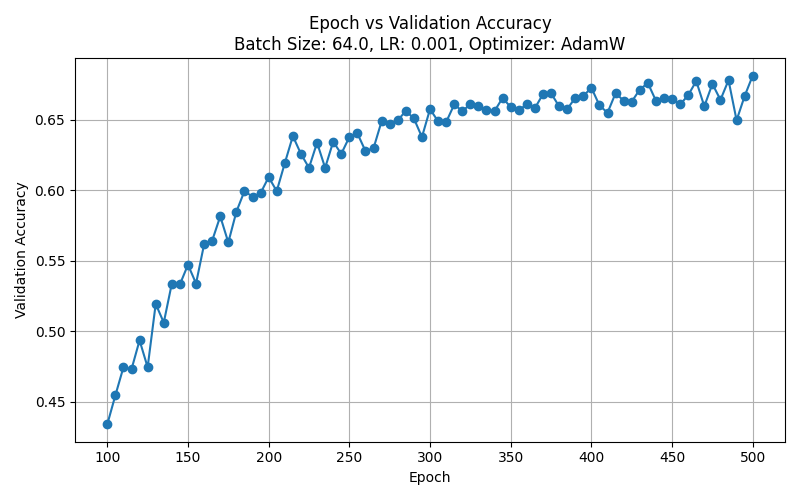 Epoch vs Validation Accuracy
Batch Size: 64.0, LR: 0.001, Optimizer: AdamW
Validation Accuracy
0.65
0.60
0.55
0.50
0.45
100 150 200 250 300 350 400 450 500
Epoch